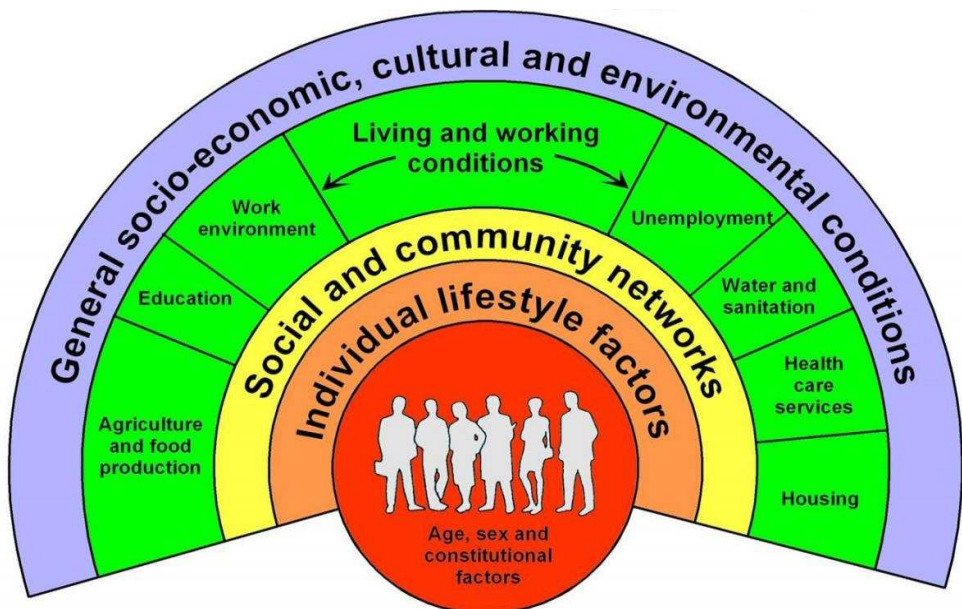 General socio-economic, cultural and environmental conditions
Living and working
conditions
Work
environment
Unemployment
Education
Water and
sanitation
Agriculture
and food
production
Health
care
services
Housing
Social and community networks
Individual lifestyle factors
Age, sex and
constitutional
factors